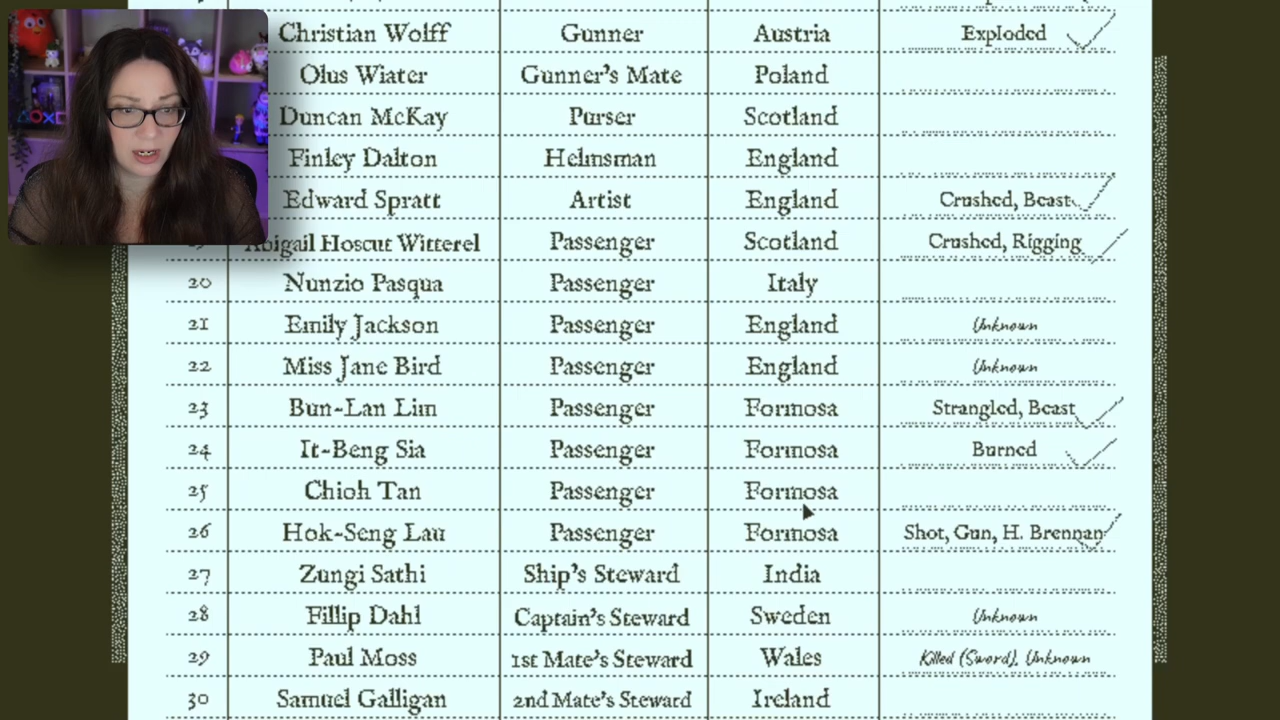 Christian Wolff Gunner Austria Exploded
Olus Wiater Gunner's Mate Poland
Duncan McKay Purser Scotland
Finley Dalton Helmsman England
Edward Spratt Artist England Crushed, Beast
Abigail Hoscut Witterel Passenger Scotland Crushed, Rigging
20 Nunzio Pasqua Passenger Italy
21 Emily Jackson Passenger England Unknown
22 Miss Jane Bird Passenger England Unknown
23 Bun-Lan Lim Passenger Formosa Strangled, Beast
24 It-Beng Sia Passenger Formosa Burned
25 Chioh Tan Passenger Formosa
26 Hok-Seng Lau Passenger Formosa Shot, Gun, H. Brennan
27 Zungi Sathi Ship's Steward India
28 Fillip Dahl Captain's Steward Sweden Unknown
29 Paul Moss 1st Mate's Steward Wales Killed (Sword), Unknown
30 Samuel Galligan 2nd Mate's Steward Ireland